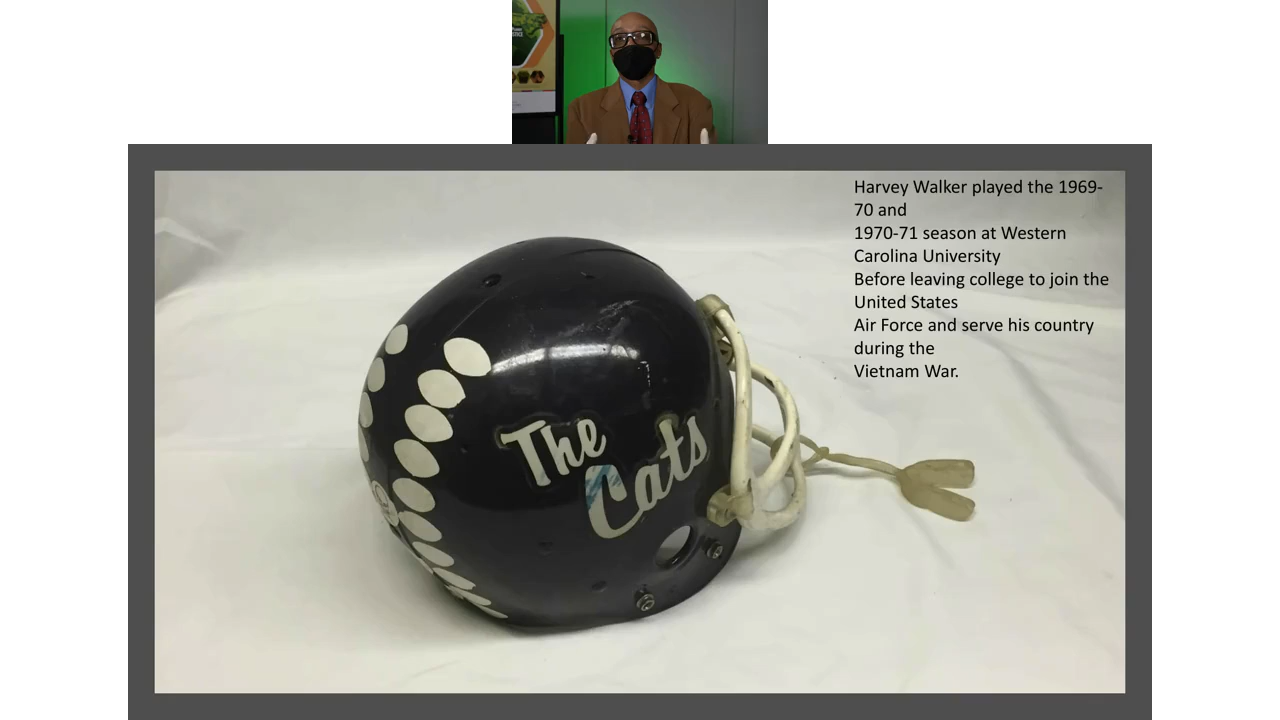 Harvey Walker played the 1969-
70 and
1970-71 season at Western
Carolina University
Before leaving college to join the
United States
Air Force and serve his country
during the
Vietnam War.
The
Cats